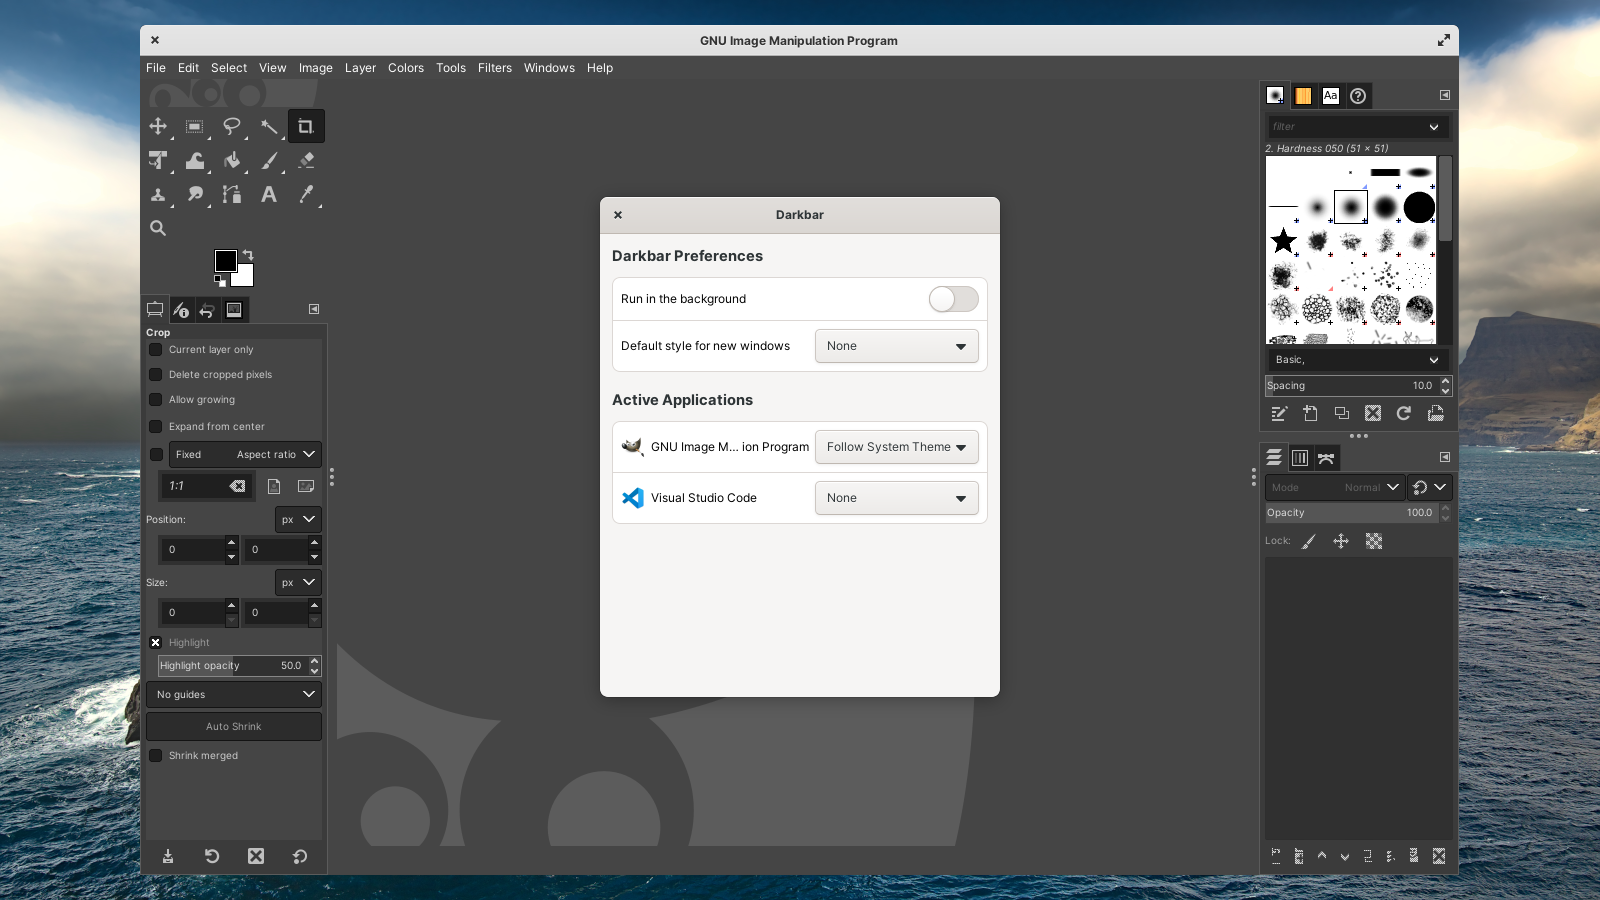 GNU Image Manipulation Program
File Edit Select View Image Layer Colors Tools Filters Windows Help
Aa
filter
2. Hardness 050 (51 × 51)
Basic,
Spacing 10.0
Mode Normal
Opacity 100.0
Lock:
Crop
Current layer only
Delete cropped pixels
Allow growing
Expand from center
Fixed Aspect ratio
1:1
Position: px
0 0
Size: px
0 0
Highlight
Highlight opacity 50.0
No guides
Auto Shrink
Shrink merged
Darkbar
Darkbar Preferences
Run in the background
Default style for new windows None
Active Applications
GNU Image M... ion Program Follow System Theme
Visual Studio Code None